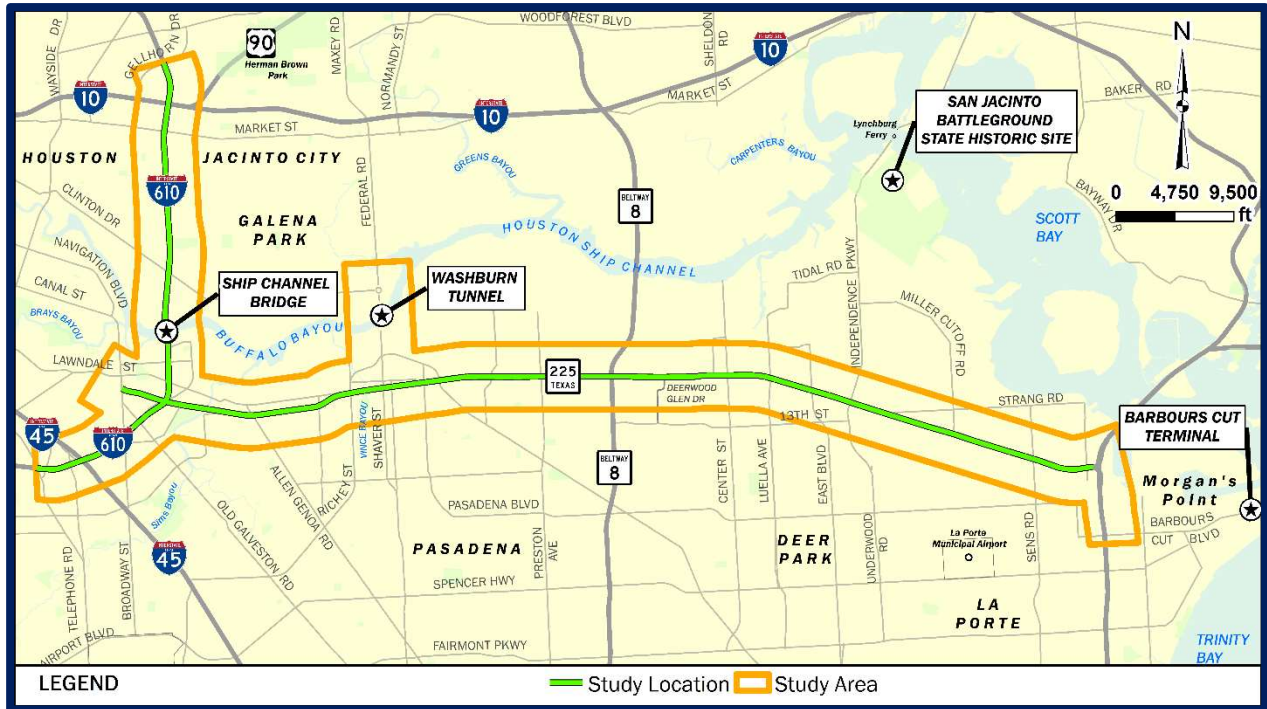 WOODFOREST BLVD
WAYSIDE DR
GELLHORN DR
90
Herman Brown
Park
MAXEY RD
NORMANDY ST
SHELDON
RD
INTERSTATE
10
N
INTERSTATE
10
MARKET ST
INTERSTATE
10
MARKET ST
BAKER RD
SAN JACINTO
BATTLEGROUND
STATE HISTORIC SITE
Lynchburg
Ferry
HOUSTON
JACINTO CITY
GREENS BAYOU
CARPENTERS BAYOU
0 4,750 9,500
ft
INTERSTATE
610
FEDERAL RD
BELTWAY
8
BAYWAY DR
CLINTON DR
GALENA
PARK
HOUSTON SHIP CHANNEL
SCOTT
BAY
NAVIGATION BLVD
CANAL ST
SHIP CHANNEL
BRIDGE
WASHBURN
TUNNEL
TIDAL RD
INDEPENDENCE PKWY
MILLER CUTOFF RD
BRAYS BAYOU
BUFFALO BAYOU
LAWNDALE ST
225
TEXAS
DEERWOOD
GLEN DR
13TH ST
STRANG RD
BARBOURS CUT
TERMINAL
INTERSTATE
45
INTERSTATE
610
VINCE BAYOU
SHAVER ST
RICHEY ST
BELTWAY
8
CENTER ST
LUELLA AVE
EAST BLVD
Morgan's
Point
Sims Bayou
ALLEN GENOA RD
OLD GALVESTON RD
PASADENA BLVD
BARBOURS
CUT BLVD
INTERSTATE
45
PASADENA
PRESTON
AVE
DEER
PARK
UNDERWOOD
RD
La Porte
Municipal Airport
SENS RD
TELEPHONE RD
BROADWAY ST
SPENCER HWY
LA
PORTE
AIRPORT BLVD
FAIRMONT PKWY
TRINITY
BAY
LEGEND
Study Location
Study Area